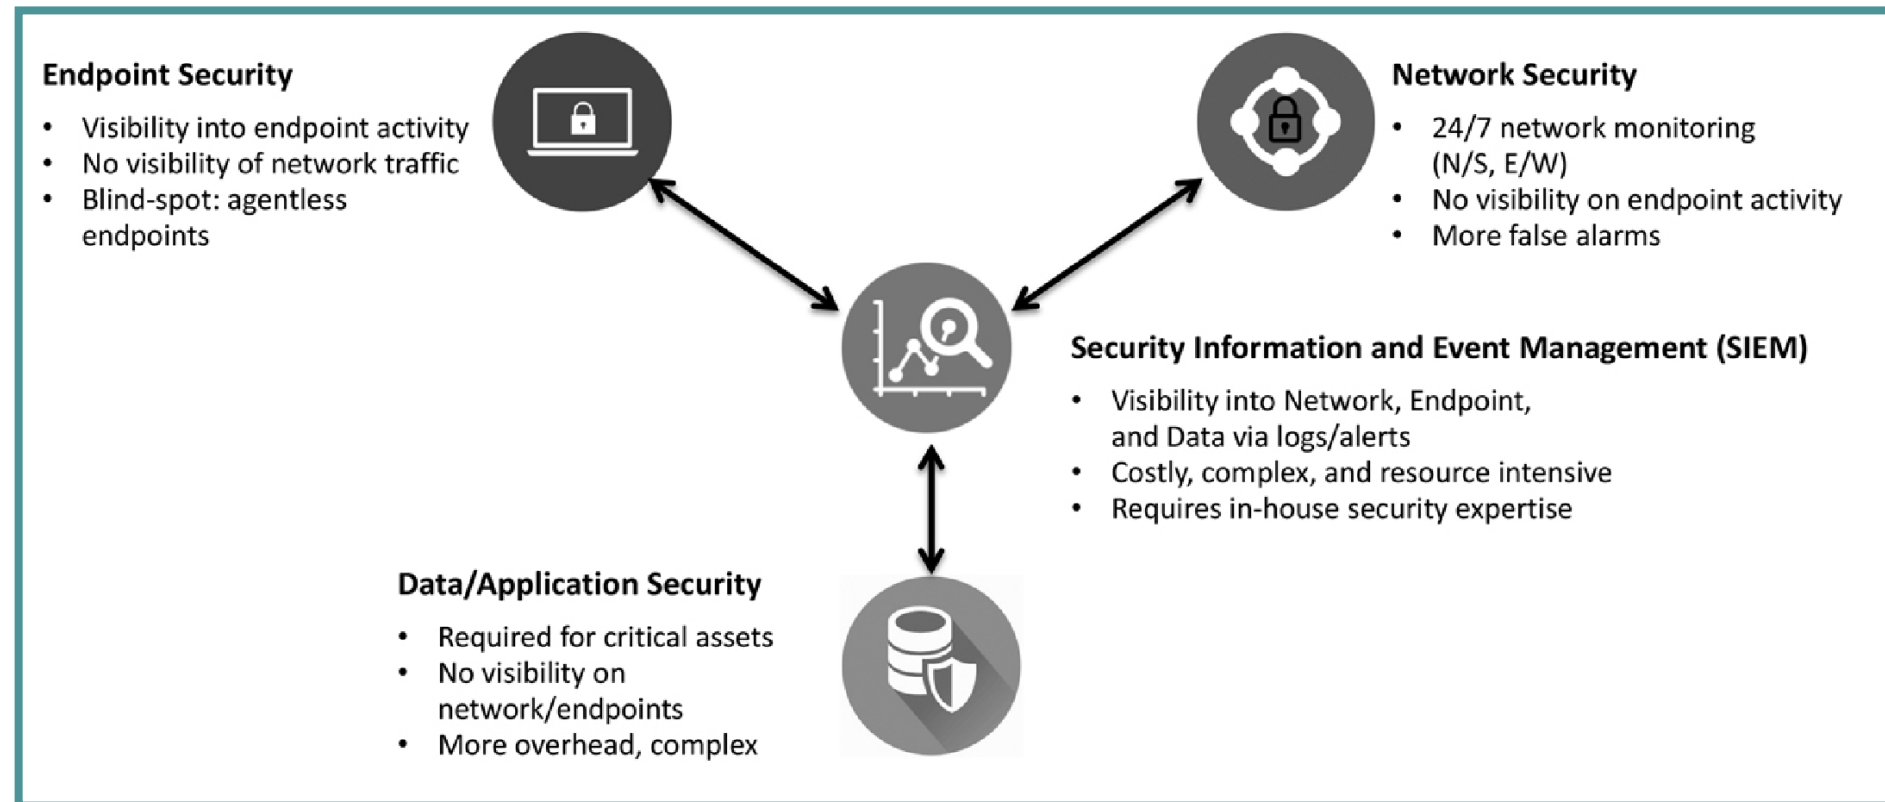 Endpoint Security
• Visibility into endpoint activity
• No visibility of network traffic
• Blind-spot: agentless
endpoints
Network Security
• 24/7 network monitoring
(N/S, E/W)
• No visibility on endpoint activity
• More false alarms
Security Information and Event Management (SIEM)
• Visibility into Network, Endpoint,
and Data via logs/alerts
• Costly, complex, and resource intensive
• Requires in-house security expertise
Data/Application Security
• Required for critical assets
• No visibility on
network/endpoints
• More overhead, complex